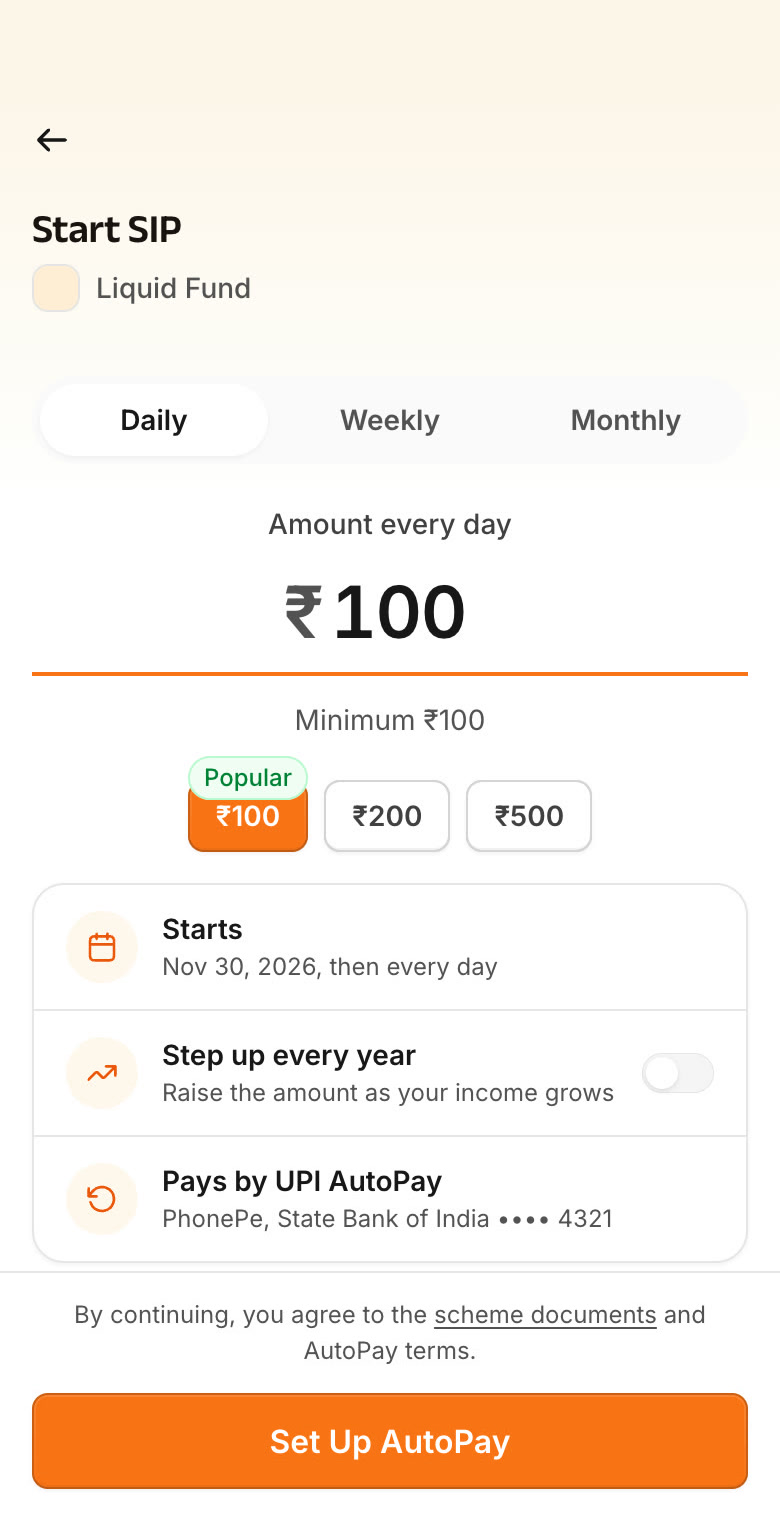 Start SIP
Liquid Fund
Daily
Weekly
Monthly
Amount every day
₹100
Minimum ₹100
Popular
₹100
₹200
₹500
Starts
Nov 30, 2026, then every day
Step up every year
Raise the amount as your income grows
Pays by UPI AutoPay
PhonePe, State Bank of India •••• 4321
By continuing, you agree to the scheme documents and
AutoPay terms.
Set Up AutoPay